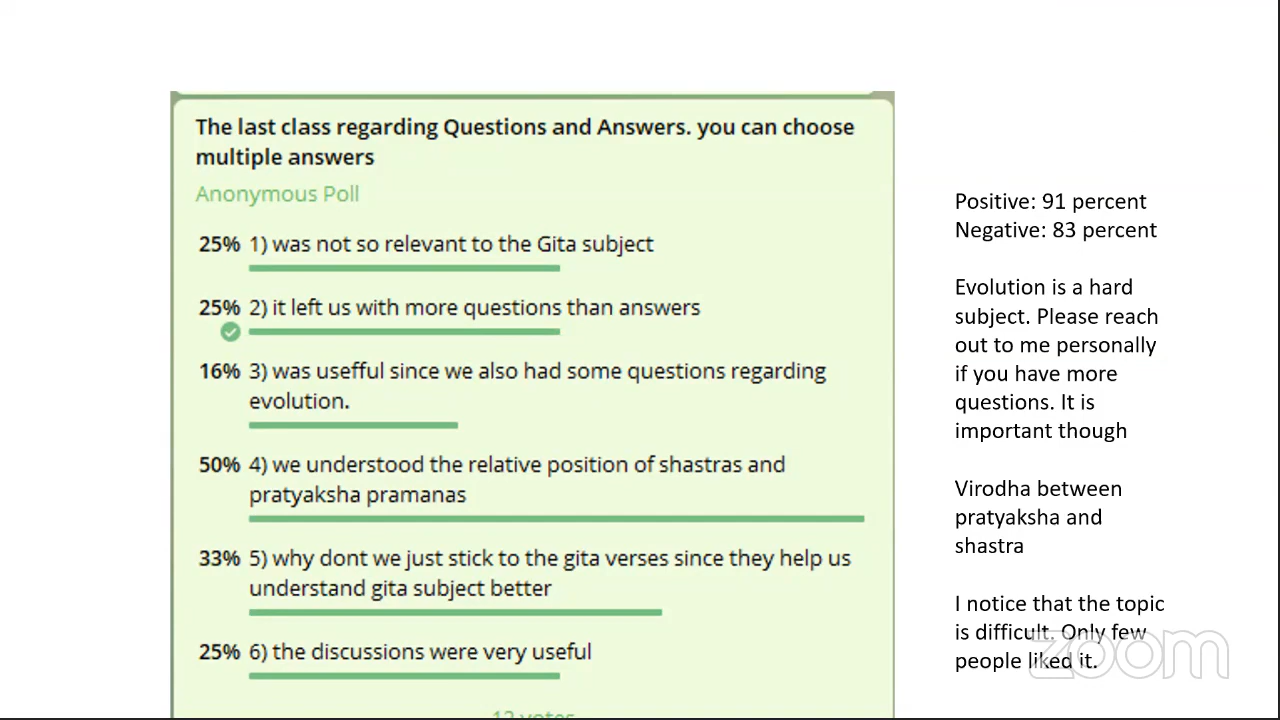 The last class regarding Questions and Answers. you can choose
multiple answers
Anonymous Poll
25% 1) was not so relevant to the Gita subject
25% 2) it left us with more questions than answers
16% 3) was usefful since we also had some questions regarding
evolution.
50% 4) we understood the relative position of shastras and
pratyaksha pramanas
33% 5) why dont we just stick to the gita verses since they help us
understand gita subject better
25% 6) the discussions were very useful
12 votes
Positive: 91 percent
Negative: 83 percent
Evolution is a hard
subject. Please reach
out to me personally
if you have more
questions. It is
important though
Virodha between
pratyaksha and
shastra
I notice that the topic
is difficult. Only few
people liked it.
zoom